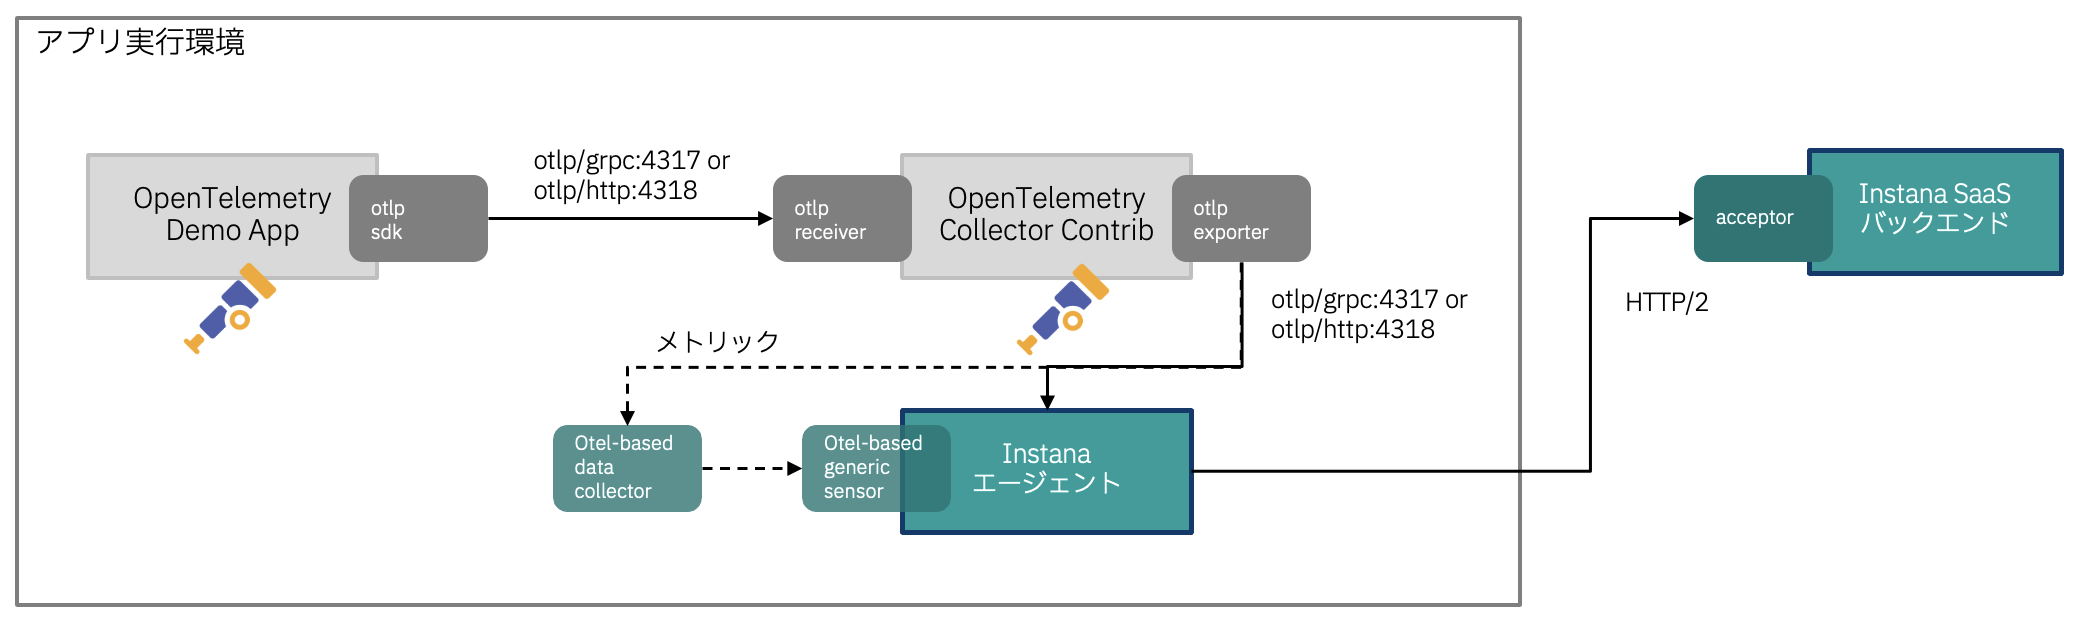 アプリ実行環境
OpenTelemetry
Demo App
otlp
sdk
otlp/grpc:4317 or
otlp/http:4318
otlp
receiver
OpenTelemetry
Collector Contrib
otlp
exporter
acceptor
Instana SaaS
バックエンド
otlp/grpc:4317 or
otlp/http:4318
HTTP/2
メトリック
Otel-based
data
collector
Otel-based
generic
sensor
Instana
エージェント